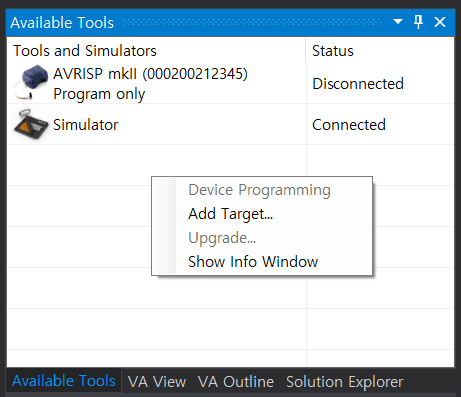 Available Tools
Tools and Simulators Status
AVRISP mkII (000200212345)
Program only
Disconnected
Simulator Connected
Device Programming
Add Target...
Upgrade...
Show Info Window
Available Tools VA View VA Outline Solution Explorer